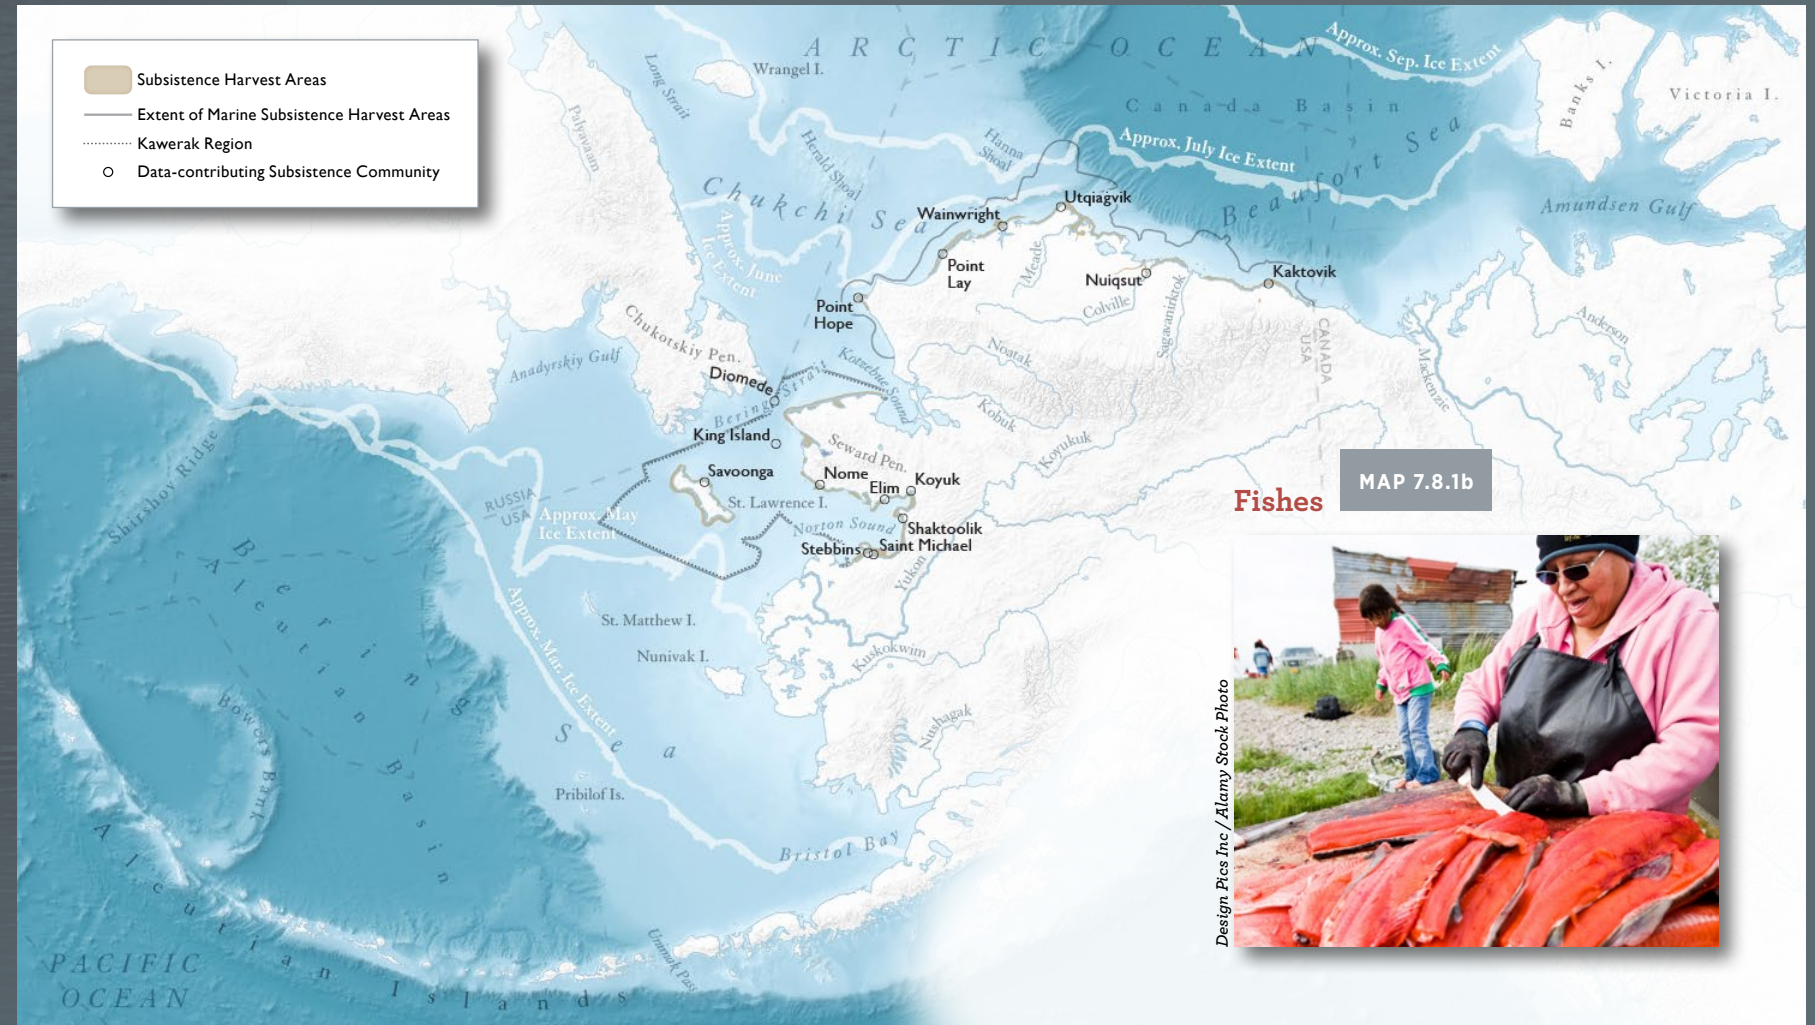 Subsistence Harvest Areas
Extent of Marine Subsistence Harvest Areas
Kawerak Region
Data-contributing Subsistence Community
ARCTIC OCEAN
Approx. Sep. Ice Extent
Wrangel I.
Long Strait
Banks I.
Victoria I.
Canada Basin
Palyavaam
Herald Shoal
Hanna
Shoal
Approx. July Ice Extent
Beaufort Sea
Chukchi Sea
Utqiaġvik
Wainwright
Amundsen Gulf
Approx. June
Ice Extent
Meade
Point
Lay
Nuiqsut
Kaktovik
Colville
Sagavanirktok
Point
Hope
Chukotskiy Pen.
Anadyrskiy Gulf
Kotzebue
Sound
Noatak
CANADA
USA
Anderson
Mackenzie
Diomede
Bering Strait
Kobuk
King Island
Seward Pen.
Koyukuk
Savoonga
Nome
Koyuk
Elim
Shirshov Ridge
RUSSIA
USA
St. Lawrence I.
Approx. May
Ice Extent
Norton Sound
Shaktoolik
Stebbins
Saint Michael
Yukon
Fishes
MAP 7.8.1b
Bering Sea
Aleutian Basin
Approx. Mar. Ice Extent
St. Matthew I.
Nunivak I.
Kuskokwim
Nushagak
Bowers Bank
Pribilof Is.
Bristol Bay
Aleutian Islands
Umnak Pass
PACIFIC
OCEAN
Design Pics Inc / Alamy Stock Photo